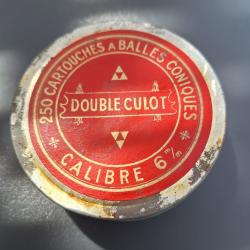 250 CARTOUCHES A BALLES CONIQUES
DOUBLE CULOT
CALIBRE 6 m/m